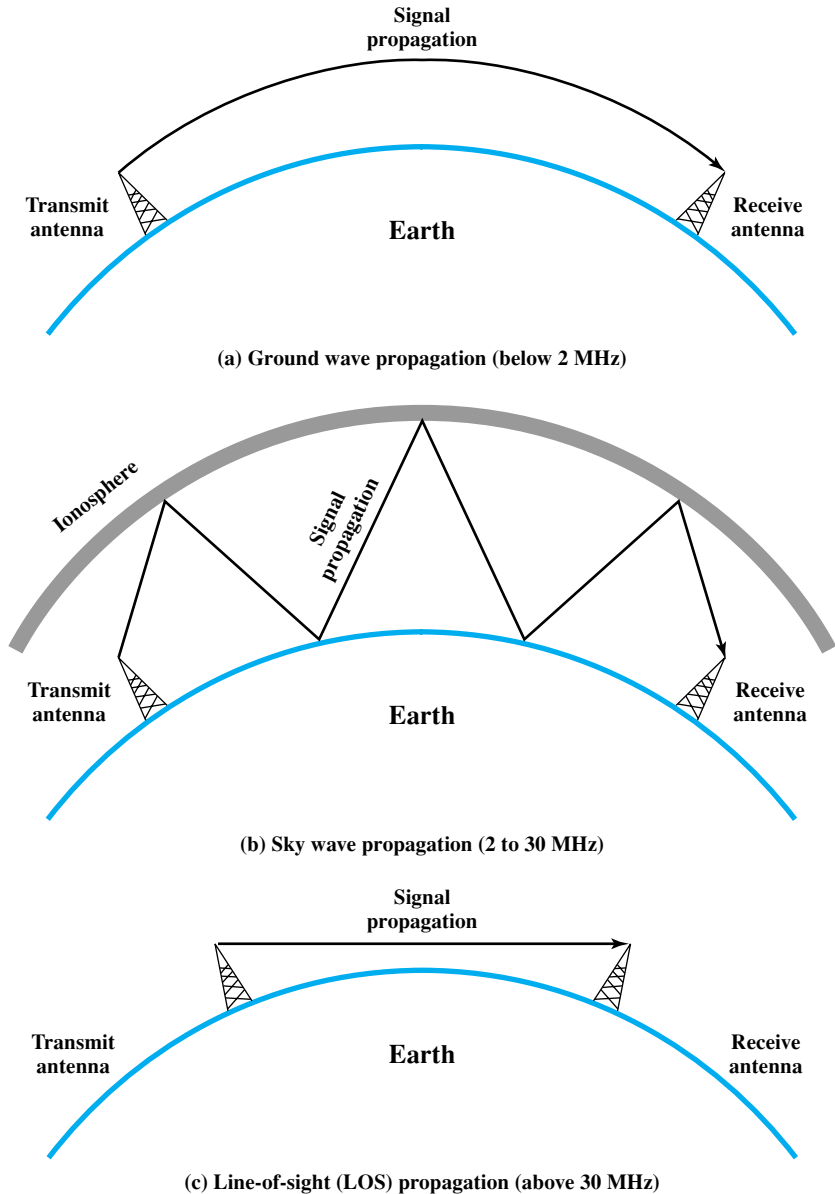 Signal
propagation
Transmit
antenna
Earth
Receive
antenna
(a) Ground wave propagation (below 2 MHz)
Ionosphere
Signal
propagation
Transmit
antenna
Earth
Receive
antenna
(b) Sky wave propagation (2 to 30 MHz)
Signal
propagation
Transmit
antenna
Earth
Receive
antenna
(c) Line-of-sight (LOS) propagation (above 30 MHz)